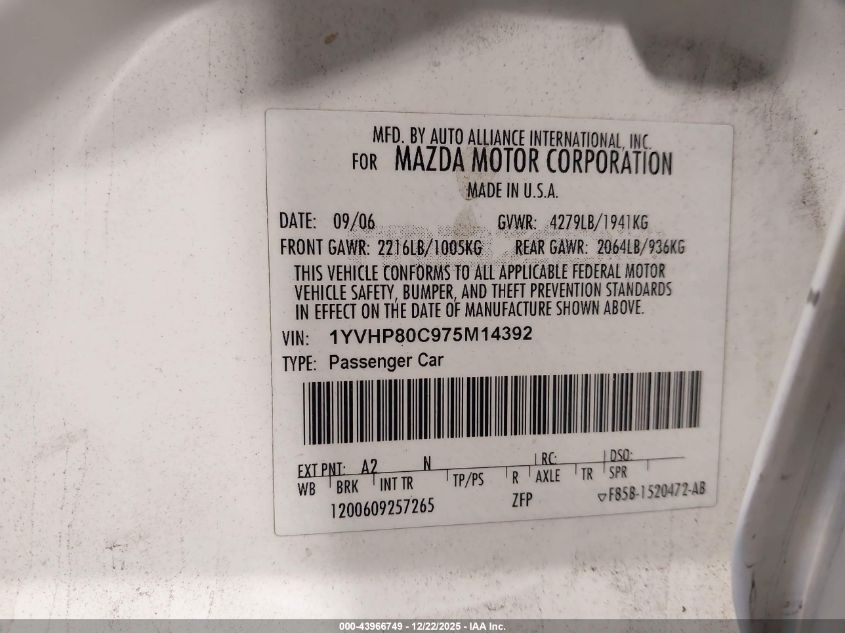 MFD. BY AUTO ALLIANCE INTERNATIONAL, INC.
FOR MAZDA MOTOR CORPORATION
MADE IN U.S.A.
DATE: 09/06 GVWR: 4279LB/1941KG
FRONT GAWR: 2216LB/1005KG REAR GAWR: 2064LB/936KG
THIS VEHICLE CONFORMS TO ALL APPLICABLE FEDERAL MOTOR
VEHICLE SAFETY, BUMPER, AND THEFT PREVENTION STANDARDS
IN EFFECT ON THE DATE OF MANUFACTURE SHOWN ABOVE.
VIN: 1YVHP80C975M14392
TYPE: Passenger Car
EXT PNT: A2 N RC: DSO:
WB BRK INT TR TP/PS R AXLE TR SPR
1200609257265 ZFP ▽F85B-1520472-AB
000-43966749 - 12/22/2025 - IAA Inc.